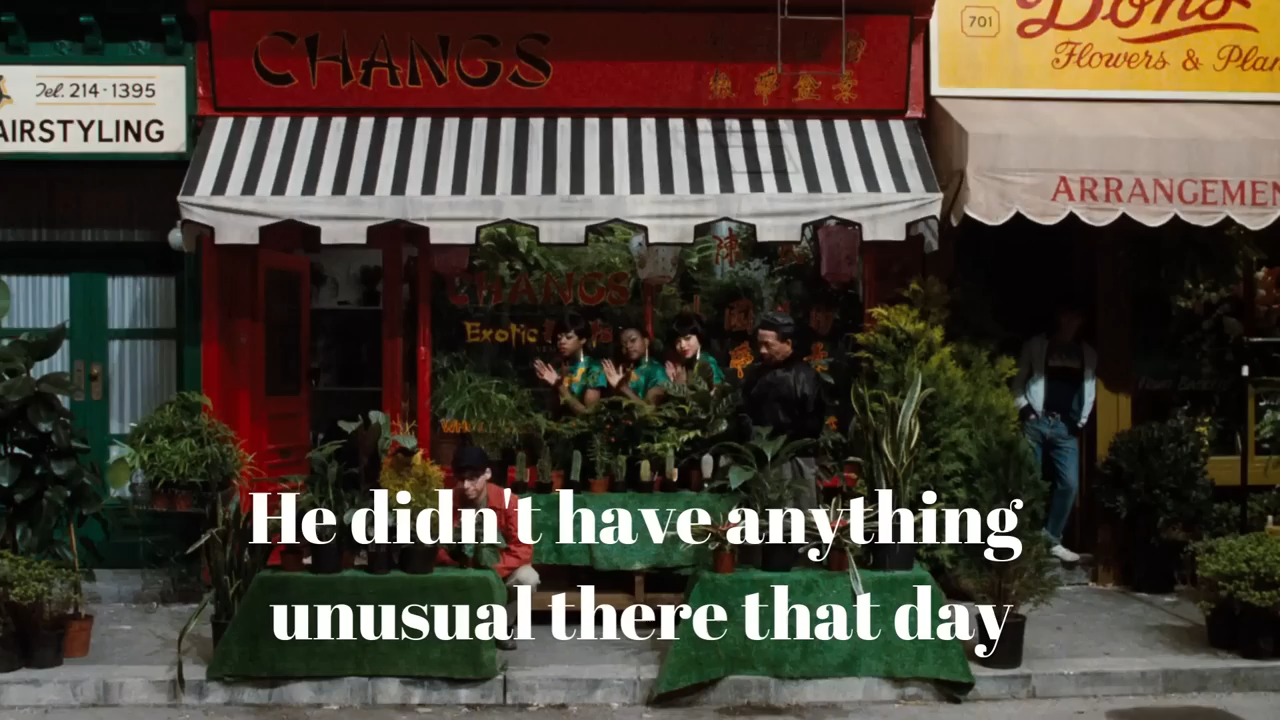 CHANGS
Tel. 214-1395
AIRSTYLING
701
Dons
Flowers & Plan
ARRANGEMEN
CHANGS
Exotic
He didn't have anything
unusual there that day